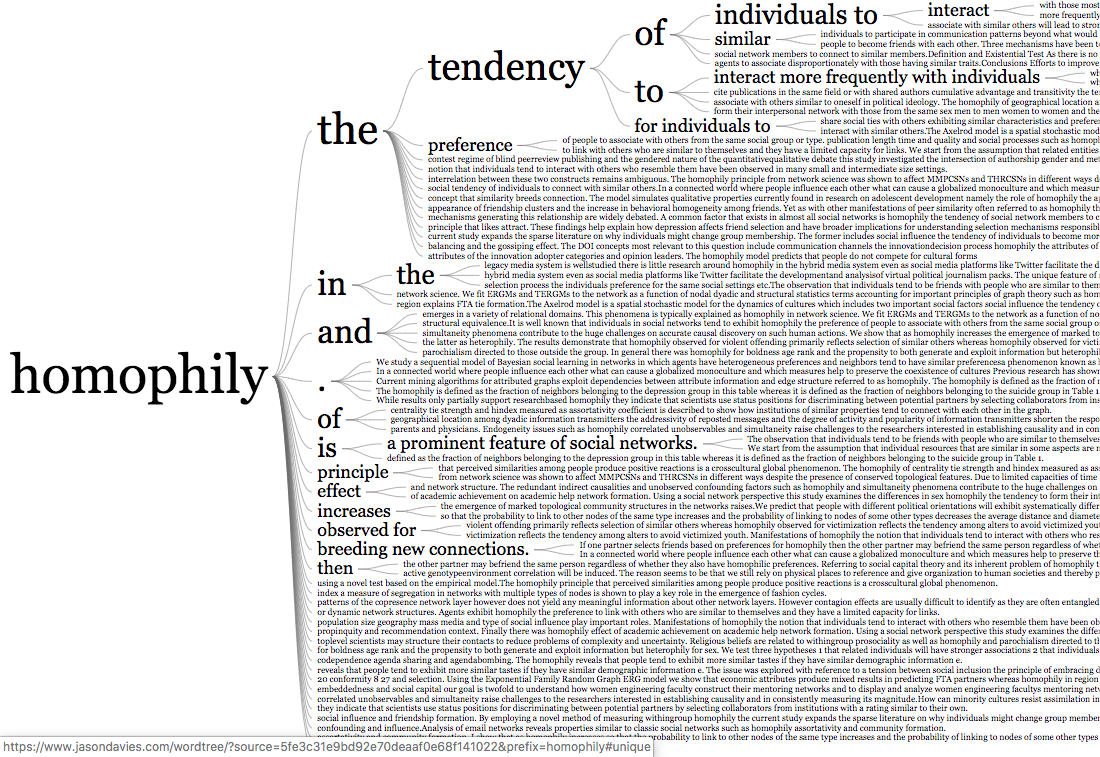 homophily
the
tendency
of
individuals to
interact
with those most
more frequently
associate with similar others will lead to stron
similar
individuals to participate in communication patterns beyond what would
people to become friends with each other. Three mechanisms have been t
social network members to connect to similar members.Definition and Existential Test As there is no
agents to associate disproportionately with those having similar traits.Conclusions Efforts to improve
to
interact more frequently with individuals
wh
wh
cite publications in the same field or with shared authors cumulative advantage and transitivity the te
associate with others similar to oneself in political ideology. The homophily of geographical location a
form their interpersonal network with those from the same sex men to men women to women and the
for individuals to
share social ties with others exhibiting similar characteristics and prefere
interact with similar others.The Axelrod model is a spatial stochastic mod
preference
of people to associate with others from the same social group or type. publication length time and quality and social processes such as homoph
to link with others who are similar to themselves and they have a limited capacity for links. We start from the assumption that related entities
contest regime of blind peerreview publishing and the gendered nature of the quantitativequalitative debate this study investigated the intersection of authorship gender and met
notion that individuals tend to interact with others who resemble them have been observed in many small and intermediate size settings.
interrelation between these two constructs remains ambiguous. The homophily principle from network science was shown to affect MMPCSNs and THRCSNs in different ways d
social tendency of individuals to connect with similar others.In a connected world where people influence each other what can cause a globalized monoculture and which measur
concept that similarity breeds connection. The model simulates qualitative properties currently found in research on adolescent development namely the role of homophily the a
appearance of friendship clusters and the increase in behavioral homogeneity among friends. Yet as with other manifestations of peer similarity often referred to as homophily th
mechanisms generating this relationship are widely debated. A common factor that exists in almost all social networks is homophily the tendency of social network members to c
principle that likes attract. These findings help explain how depression affects friend selection and have broader implications for understanding selection mechanisms responsibl
current study expands the sparse literature on why individuals might change group membership. The former includes social influence the tendency of individuals to become mor
balancing and the gossiping effect. The DOI concepts most relevant to this question include communication channels the innovationdecision process homophily the attributes of
attributes of the innovation adopter categories and opinion leaders. The homophily model predicts that people do not compete for cultural forms
in
the
legacy media system is wellstudied there is little research around homophily in the hybrid media system even as social media platforms like Twitter facilitate the d
hybrid media system even as social media platforms like Twitter facilitate the developmentand analysisof virtual political journalism packs. The unique feature of
selection process the individuals preference for the same social settings etc.The observation that individuals tend to be friends with people who are similar to them
network science. We fit ERGMs and TERGMs to the network as a function of nodal dyadic and structural statistics terms accounting for important principles of graph theory such as hom
region explains FTA tie formation.The Axelrod model is a spatial stochastic model for the dynamics of cultures which includes two important social factors social influence the tendency o
and
emerges in a variety of relational domains. This phenomena is typically explained as homophily in network science. We fit ERGMs and TERGMs to the network as a function of no
structural equivalence.It is well known that individuals in social networks tend to exhibit homophily the preference of people to associate with others from the same social group o
simultaneity phenomena contribute to the huge challenges on accurate causal discovery on such human actions. We show that as homophily increases the emergence of marked to
the latter as heterophily. The results demonstrate that homophily observed for violent offending primarily reflects selection of similar others whereas homophily observed for victi
parochialism directed to those outside the group. In general there was homophily for boldness age rank and the propensity to both generate and exploit information but heterophil
.
We study a sequential model of Bayesian social learning in networks in which agents have heterogeneous preferences and neighbors tend to have similar preferencesa phenomenon known as l
In a connected world where people influence each other what can cause a globalized monoculture and which measures help to preserve the coexistence of cultures Previous research has shown
Current mining algorithms for attributed graphs exploit dependencies between attribute information and edge structure referred to as homophily. The homophily is defined as the fraction of n
The homophily is defined as the fraction of neighbors belonging to the depression group in this table whereas it is defined as the fraction of neighbors belonging to the suicide group in Table 1
While results only partially support researchbased homophily they indicate that scientists use status positions for discriminating between potential partners by selecting collaborators from ins
of
centrality tie strength and hindex measured as assortativity coefficient is described to show how institutions of similar properties tend to connect with each other in the graph.
geographical location among dyadic information transmitters the addressivity of reposted messages and the degree of activity and popularity of information transmitters shorten the resp
parents and physicians. Endogeneity issues such as homophily correlated unobservables and simultaneity raise challenges to the researchers interested in establishing causality and in con
is
a prominent feature of social networks.
The observation that individuals tend to be friends with people who are similar to themselves
We start from the assumption that individual resources that are similar in some aspects are m
defined as the fraction of neighbors belonging to the depression group in this table whereas it is defined as the fraction of neighbors belonging to the suicide group in Table 1.
principle
that perceived similarities among people produce positive reactions is a crosscultural global phenomenon. The homophily of centrality tie strength and hindex measured as ass
from network science was shown to affect MMPCSNs and THRCSNs in different ways despite the presence of conserved topological features. Due to limited capacities of time
effect
and network structure. The redundant indirect causalities and unobserved confounding factors such as homophily and simultaneity phenomena contribute to the huge challenges on
of academic achievement on academic help network formation. Using a social network perspective this study examines the differences in sex homophily the tendency to form their int
increases
the emergence of marked topological community structures in the networks raises.We predict that people with different political orientations will exhibit systematically differ
so that the probability to link to other nodes of the same type increases and the probability of linking to nodes of some other types decreases the average distance and diamete
observed for
violent offending primarily reflects selection of similar others whereas homophily observed for victimization reflects the tendency among alters to avoid victimized yout
victimization reflects the tendency among alters to avoid victimized youth. Manifestations of homophily the notion that individuals tend to interact with others who res
breeding new connections.
If one partner selects friends based on preferences for homophily then the other partner may befriend the same person regardless of whet
In a connected world where people influence each other what can cause a globalized monoculture and which measures help to preserve th
then
the other partner may befriend the same person regardless of whether they also have homophilic preferences. Referring to social capital theory and its inherent problem of homophily t
active genotypeenvironment correlation will be induced. The reason seems to be that we still rely on physical places to reference and give organization to human societies and thereby p
using a novel test based on the empirical model.The homophily principle that perceived similarities among people produce positive reactions is a crosscultural global phenomenon.
index a measure of segregation in networks with multiple types of nodes is shown to play a key role in the emergence of fashion cycles.
patterns of the copresence network layer however does not yield any meaningful information about other network layers. However contagion effects are usually difficult to identify as they are often entangled
or dynamic network structures. Agents exhibit homophily the preference to link with others who are similar to themselves and they have a limited capacity for links.
population size geography mass media and type of social influence play important roles. Manifestations of homophily the notion that individuals tend to interact with others who resemble them have been ob
propinquity and recommendation context. Finally there was homophily effect of academic achievement on academic help network formation. Using a social network perspective this study examines the differe
toplevel scientists may structure their contacts to reduce problems of complexity and uncertainty. Religious beliefs are related to withingroup prosociality as well as homophily and parochialism directed to th
for boldness age rank and the propensity to both generate and exploit information but heterophily for sex. We test three hypotheses 1 that related individuals will have stronger associations 2 that individuals
codependence agenda sharing and agendabombing. The homophily reveals that people tend to exhibit more similar tastes if they have similar demographic information e.
reveals that people tend to exhibit more similar tastes if they have similar demographic information e. The issue was explored with reference to a tension between social inclusion the principle of embracing d
20 conformity 8 27 and selection. Using the Exponential Family Random Graph ERG model we show that economic attributes produce mixed results in predicting FTA partners whereas homophily in region
embeddedness and social capital our goal is twofold to understand how women engineering faculty construct their mentoring networks and to display and analyze women engineering facultys mentoring net
correlated unobservables and simultaneity raise challenges to the researchers interested in establishing causality and in consistently measuring its magnitude.How can minority cultures resist assimilation in
they indicate that scientists use status positions for discriminating between potential partners by selecting collaborators from institutions with a rating similar to their own.
social influence and friendship formation. By employing a novel method of measuring withingroup homophily the current study expands the sparse literature on why individuals might change group member
confounding and influence.Analysis of email networks reveals properties similar to classic social networks such as homophily assortativity and community formation.
probability to link to other nodes of the same type increases and the probability of linking to nodes of some other types
https://www.jasondavies.com/wordtree/?source=5fe3c31e9bd92e70deaaf0e68f141022&prefix=homophily#unique